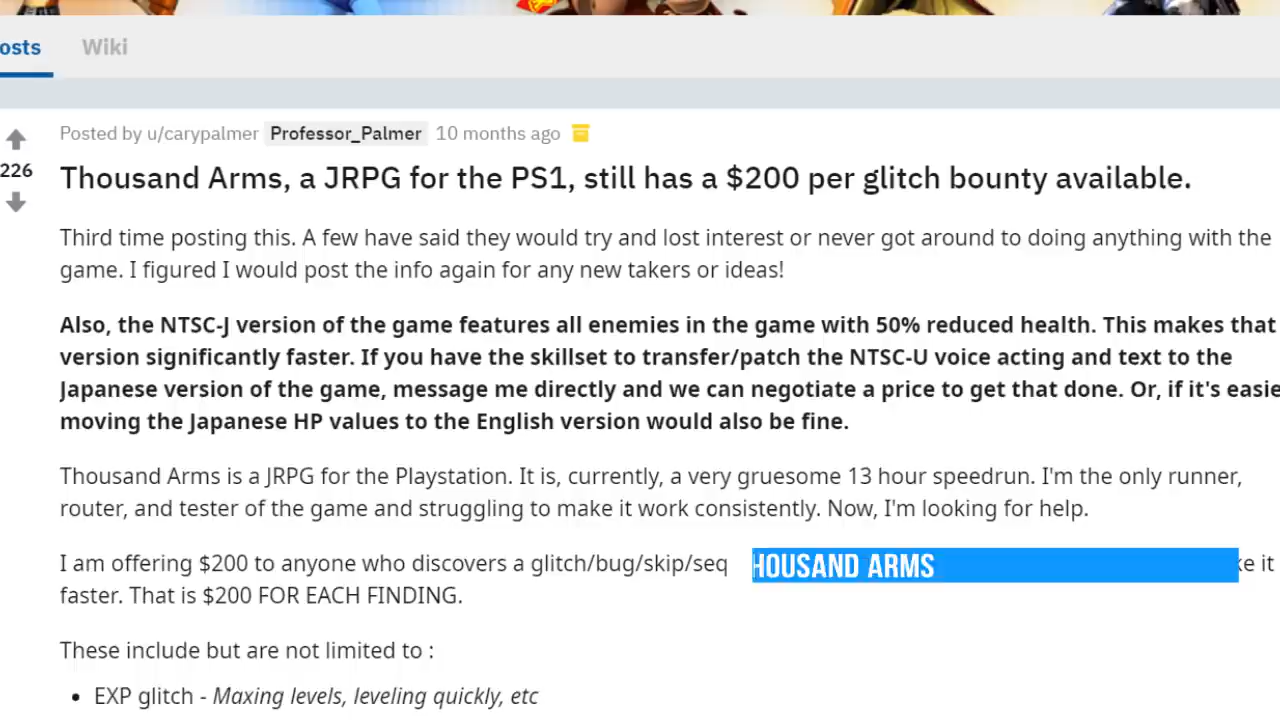 osts Wiki
Posted by u/carypalmer Professor_Palmer 10 months ago
226
Thousand Arms, a JRPG for the PS1, still has a $200 per glitch bounty available.
Third time posting this. A few have said they would try and lost interest or never got around to doing anything with the
game. I figured I would post the info again for any new takers or ideas!
Also, the NTSC-J version of the game features all enemies in the game with 50% reduced health. This makes that
version significantly faster. If you have the skillset to transfer/patch the NTSC-U voice acting and text to the
Japanese version of the game, message me directly and we can negotiate a price to get that done. Or, if it's easie
moving the Japanese HP values to the English version would also be fine.
Thousand Arms is a JRPG for the Playstation. It is, currently, a very gruesome 13 hour speedrun. I'm the only runner,
router, and tester of the game and struggling to make it work consistently. Now, I'm looking for help.
I am offering $200 to anyone who discovers a glitch/bug/skip/seq HOUSAND ARMS ke it
faster. That is $200 FOR EACH FINDING.
These include but are not limited to :
• EXP glitch - Maxing levels, leveling quickly, etc